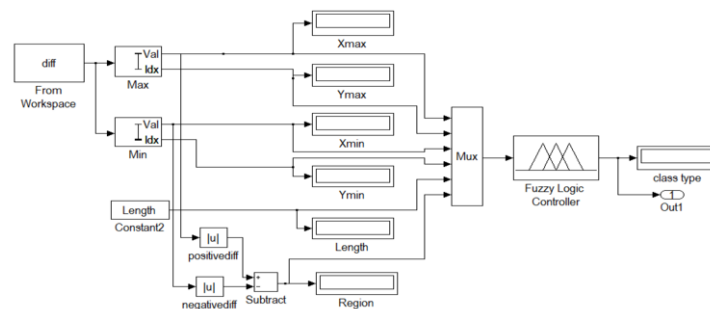 Xmax
diff
From
Workspace
Val
Idx
Max
Ymax
Val
Idx
Min
Xmin
Mux
Fuzzy Logic
Controller
class type
1
Out1
Ymin
Length
Constant2
Length
|u|
positivediff
|u|
negativediff
+
−
Subtract
Region